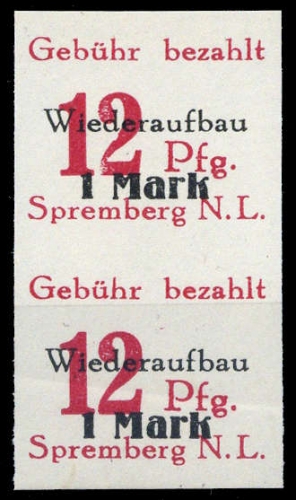 Gebühr bezahlt
Wiederaufbau
12 Pfg.
1 Mark
Spremberg N.L.
Gebühr bezahlt
Wiederaufbau
12 Pfg.
1 Mark
Spremberg N.L.